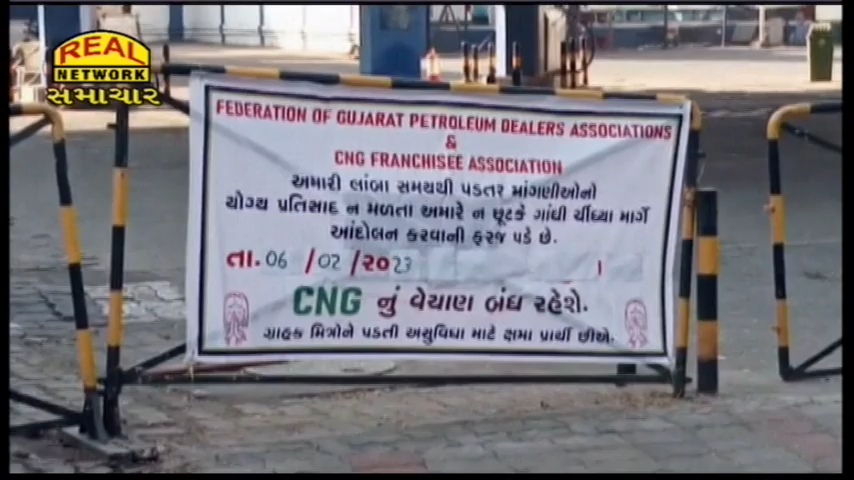 REAL
NETWORK
સમાચાર
FEDERATION OF GUJARAT PETROLEUM DEALERS ASSOCIATIONS
&
CNG FRANCHISEE ASSOCIATION
અમારી લાંબા સમયથી પડતર માંગણીઓનો
યોગ્ય પ્રતિસાદ ન મળતા અમારે ન છૂટકે ગાંધી ચીંધ્યા માર્ગે
આંદોલન કરવાની ફરજ પડે છે.
તા. 06 / 02 / ૨૦23
CNG નું વેચાણ બંધ રહેશે.
ગ્રાહક મિત્રોને પડતી અસુવિધા માટે ક્ષમા પ્રાર્થી છીએ.